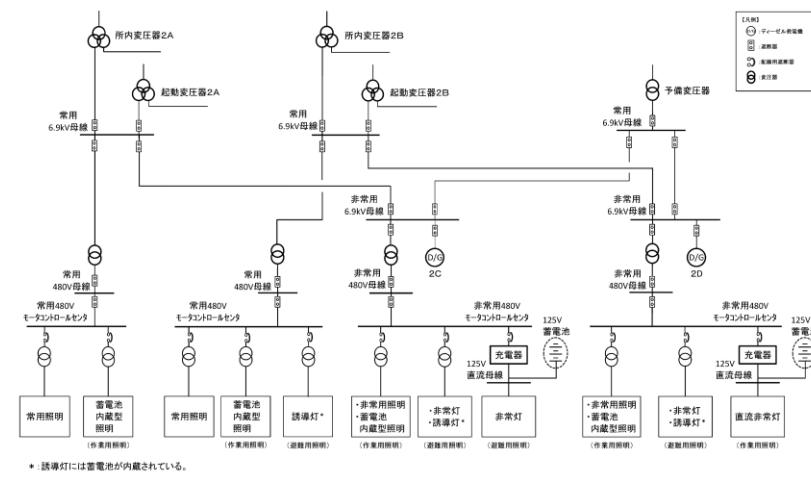 所内変圧器2A
所内変圧器2B
起動変圧器2A
起動変圧器2B
予備変圧器
【凡例】
D/G :ディーゼル発電機
:遮断器
:配線用遮断器
:変圧器
常用
6.9kV母線
常用
6.9kV母線
常用
6.9kV母線
非常用
6.9kV母線
非常用
6.9kV母線
D/G
2C
D/G
2D
常用
480V母線
常用
480V母線
非常用
480V母線
非常用
480V母線
常用480V
モータコントロールセンタ
常用480V
モータコントロールセンタ
非常用480V
モータコントロールセンタ
125V
蓄電池
非常用480V
モータコントロールセンタ
125V
蓄電
充電器
充電器
125V
直流母線
125V
直流母線
常用照明
蓄電池
内蔵型
照明
(作業用照明)
常用照明
蓄電池
内蔵型
照明
(作業用照明)
誘導灯*
(避難用照明)
・非常用照明
・蓄電池
内蔵型照明
(作業用照明)
・非常灯
・誘導灯*
(避難用照明)
非常灯
(避難用照明)
・非常用照明
・蓄電池
内蔵型照明
(作業用照明)
・非常灯
・誘導灯*
(避難用照明)
直流非常灯
(作業用照明)
*:誘導灯には蓄電池が内蔵されている。